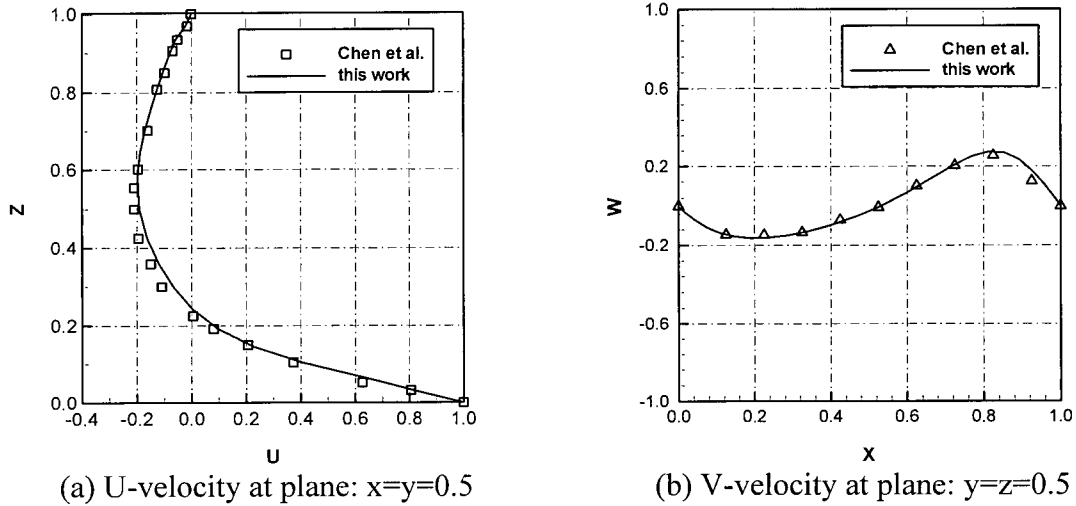 1.0
0.8
0.6
0.4
0.2
0.0
Z
-0.4 -0.2 0.0 0.2 0.4 0.6 0.8 1.0
U
Chen et al.
this work
(a) U-velocity at plane: x=y=0.5
1.0
0.6
0.2
-0.2
-0.6
-1.0
W
0.0 0.2 0.4 0.6 0.8 1.0
X
Chen et al.
this work
(b) V-velocity at plane: y=z=0.5